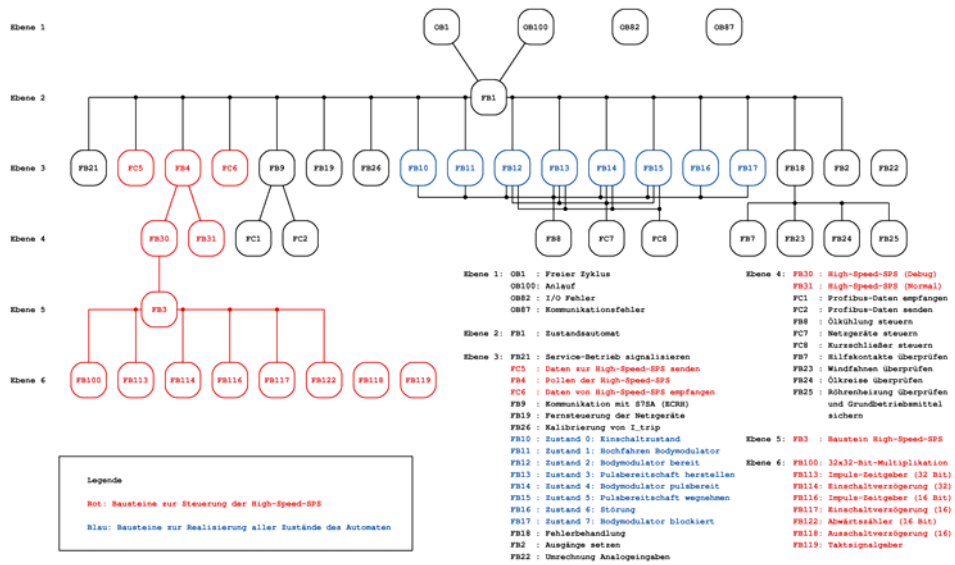 Ebene 1
OB1 OB100 OB82 OB87
Ebene 2
FB1
Ebene 3
FB21 FC5 FB4 FC6 FB9 FB19 FB26 FB10 FB11 FB12 FB13 FB14 FB15 FB16 FB17 FB18 FB2 FB22
Ebene 4
FB30 FB31 FC1 FC2 FB8 FC7 FC8 FB7 FB23 FB24 FB25
Ebene 5
FB3
Ebene 6
FB100 FB113 FB114 FB116 FB117 FB122 FB118 FB119
Legende
Rot: Bausteine zur Steuerung der High-Speed-SPS
Blau: Bausteine zur Realisierung aller Zustände des Automaten
Ebene 1: OB1 : Freier Zyklus
OB100: Anlauf
OB82 : I/O Fehler
OB87 : Kommunikationsfehler
Ebene 2: FB1 : Zustandsautomat
Ebene 3: FB21 : Service-Betrieb signalisieren
FC5 : Daten zur High-Speed-SPS senden
FB4 : Pollen der High-Speed-SPS
FC6 : Daten von High-Speed-SPS empfangen
FB9 : Kommunikation mit S7SA (ECRH)
FB19 : Fernsteuerung der Netzgeräte
FB26 : Kalibrierung von I_trip
FB10 : Zustand 0: Einschaltzustand
FB11 : Zustand 1: Hochfahren Bodymodulator
FB12 : Zustand 2: Bodymodulator bereit
FB13 : Zustand 3: Pulsbereitschaft herstellen
FB14 : Zustand 4: Bodymodulator pulsbereit
FB15 : Zustand 5: Pulsbereitschaft wegnehmen
FB16 : Zustand 6: Störung
FB17 : Zustand 7: Bodymodulator blockiert
FB18 : Fehlerbehandlung
FB2 : Ausgänge setzen
FB22 : Umrechnung Analogeingaben
Ebene 4: FB30 : High-Speed-SPS (Debug)
FB31 : High-Speed-SPS (Normal)
FC1 : Profibus-Daten empfangen
FC2 : Profibus-Daten senden
FB8 : Ölkühlung steuern
FC7 : Netzgeräte steuern
FC8 : Kurzschließer steuern
FB7 : Hilfskontakte überprüfen
FB23 : Windfahnen überprüfen
FB24 : Ölkreise überprüfen
FB25 : Röhrenheizung überprüfen
und Grundbetriebsmittel
sichern
Ebene 5: FB3 : Baustein High-Speed-SPS
Ebene 6: FB100: 32x32-Bit-Multiplikation
FB113: Impuls-Zeitgeber (32 Bit)
FB114: Einschaltverzögerung (32)
FB116: Impuls-Zeitgeber (16 Bit)
FB117: Einschaltverzögerung (16)
FB122: Abwärtszähler (16 Bit)
FB118: Ausschaltverzögerung (16)
FB119: Taktsignalgeber